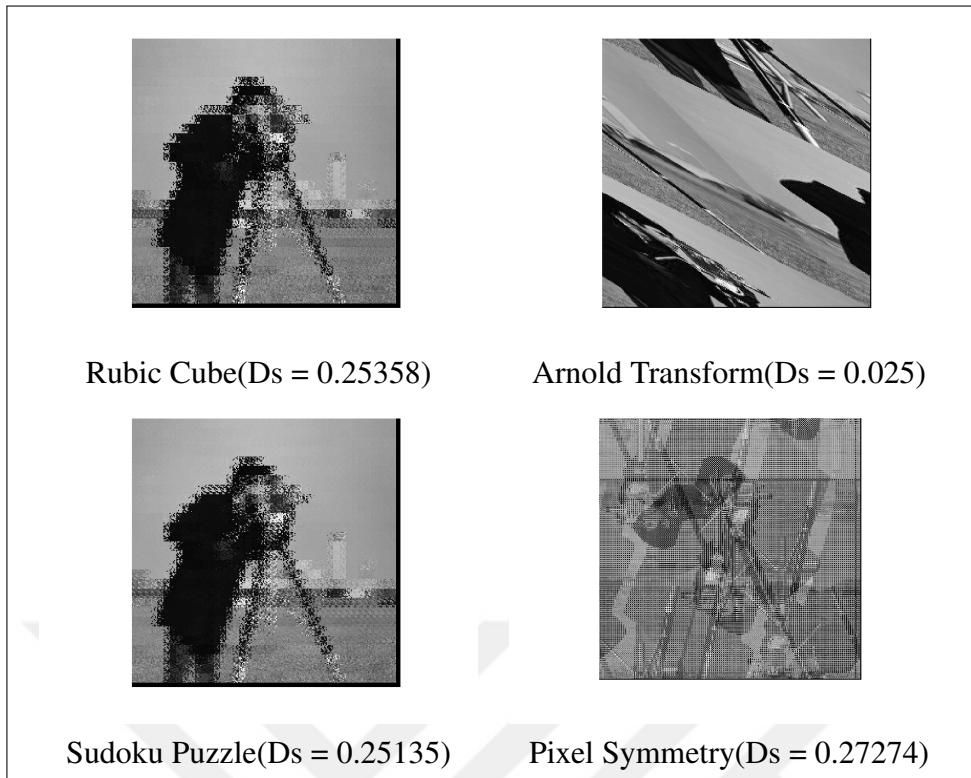 Rubic Cube(Ds = 0.25358)
Arnold Transform(Ds = 0.025)
Sudoku Puzzle(Ds = 0.25135)
Pixel Symmetry(Ds = 0.27274)